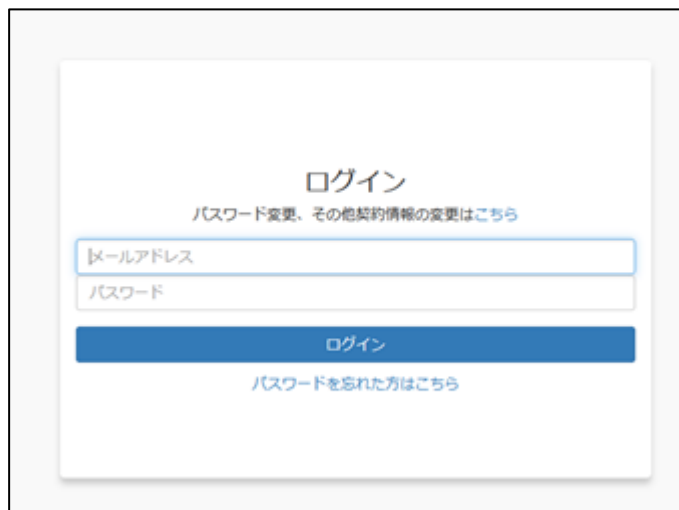 ログイン
パスワード変更、その他契約情報の変更はこちら
メールアドレス
パスワード
ログイン
パスワードを忘れた方はこちら